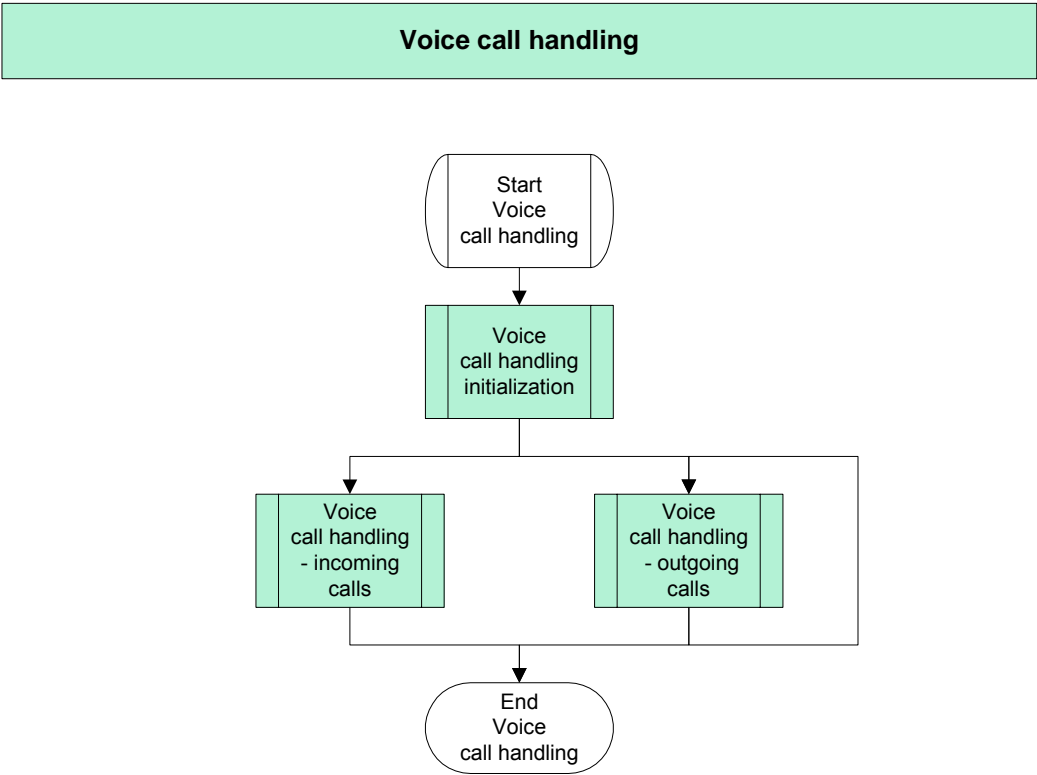 Voice call handling
Start
Voice
call handling
Voice
call handling
initialization
Voice
call handling
- incoming
calls
Voice
call handling
- outgoing
calls
End
Voice
call handling